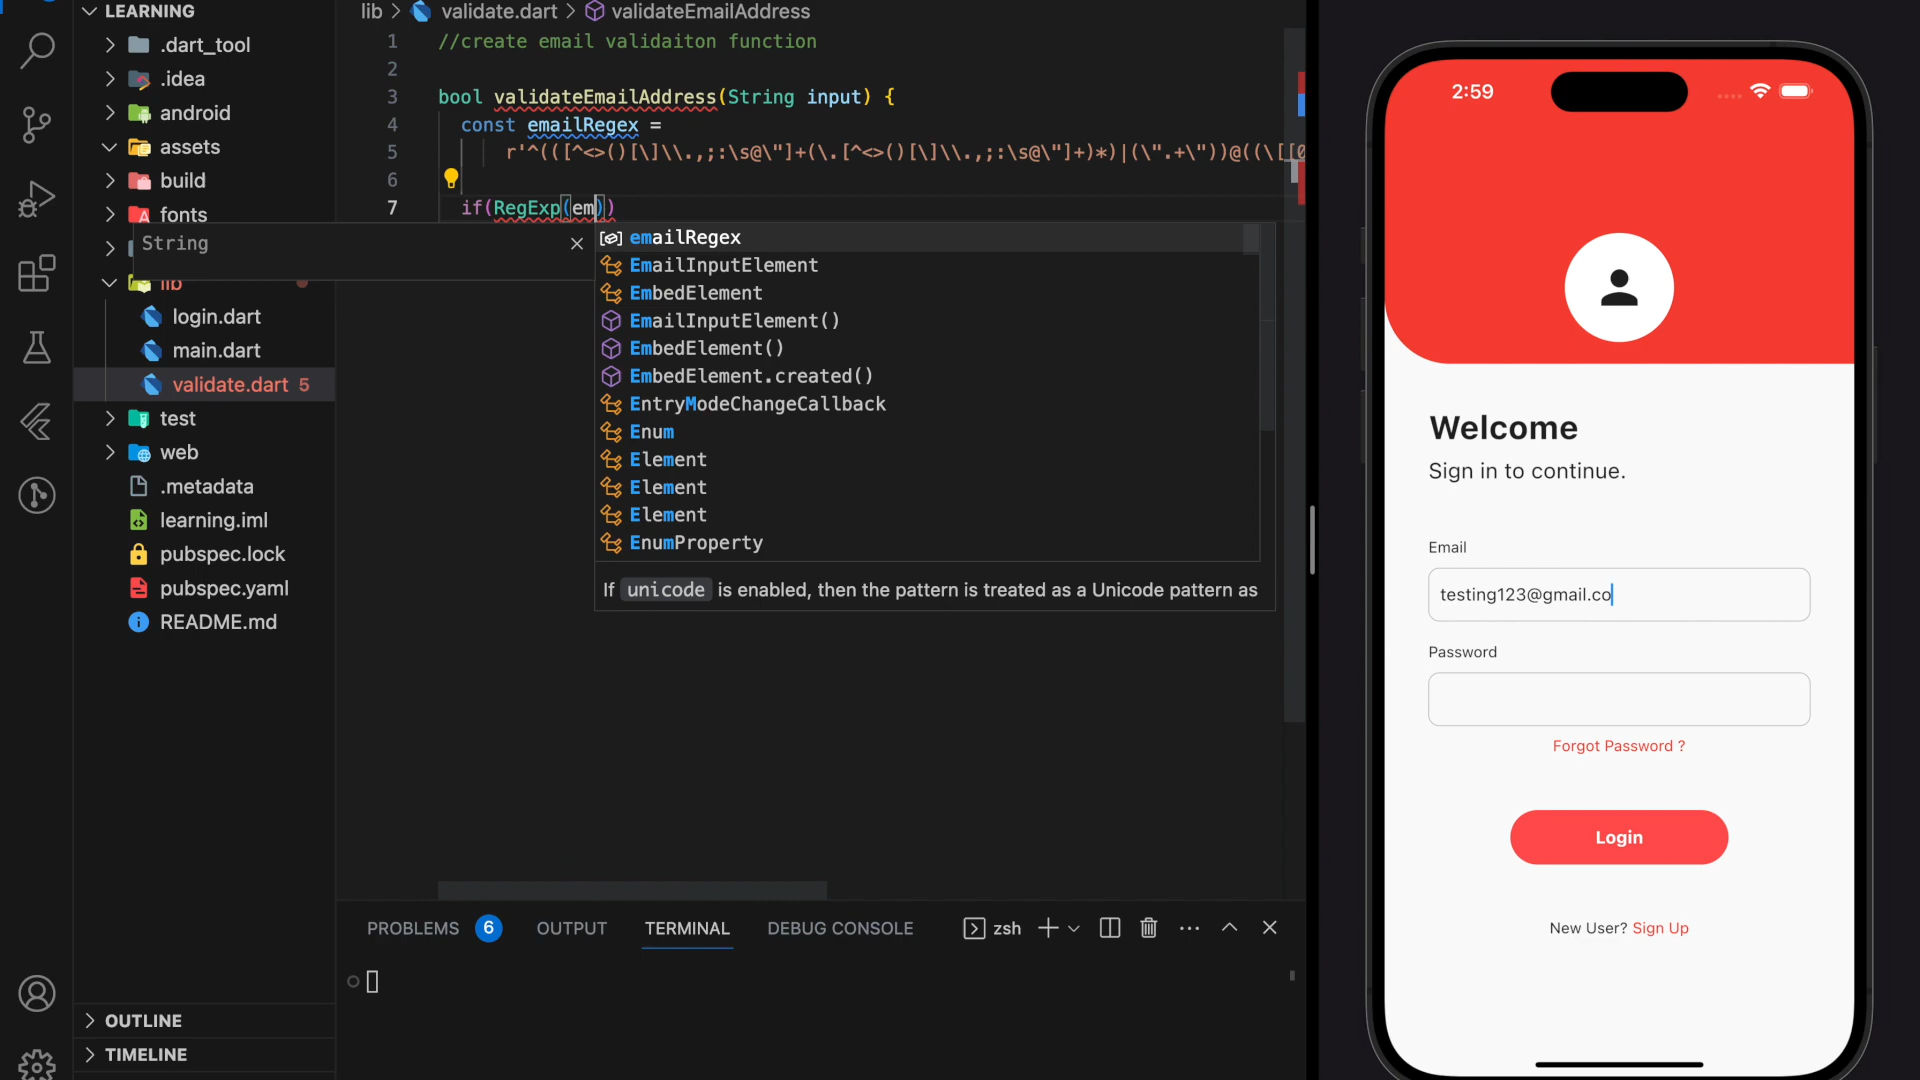 LEARNING
.dart_tool
.idea
android
assets
build
fonts
lib
login.dart
main.dart
validate.dart 5
test
web
.metadata
learning.iml
pubspec.lock
pubspec.yaml
README.md
OUTLINE
TIMELINE
lib > validate.dart > validateEmailAddress
1 //create email validaiton function
2
3 bool validateEmailAddress(String input) {
4 const emailRegex =
5 r'^(([^<>()[\]\\.,;:\s@\"]+(\.[^<>()[\]\\.,;:\s@\"]+)*)|(\".+\"))@((\[[0
6
7 if(RegExp(em))
String
emailRegex
EmailInputElement
EmbedElement
EmailInputElement()
EmbedElement()
EmbedElement.created()
EntryModeChangeCallback
Enum
Element
Element
Element
EnumProperty
If unicode is enabled, then the pattern is treated as a Unicode pattern as
PROBLEMS 6 OUTPUT TERMINAL DEBUG CONSOLE zsh
2:59
Welcome
Sign in to continue.
Email
testing123@gmail.co
Password
Forgot Password ?
Login
New User? Sign Up